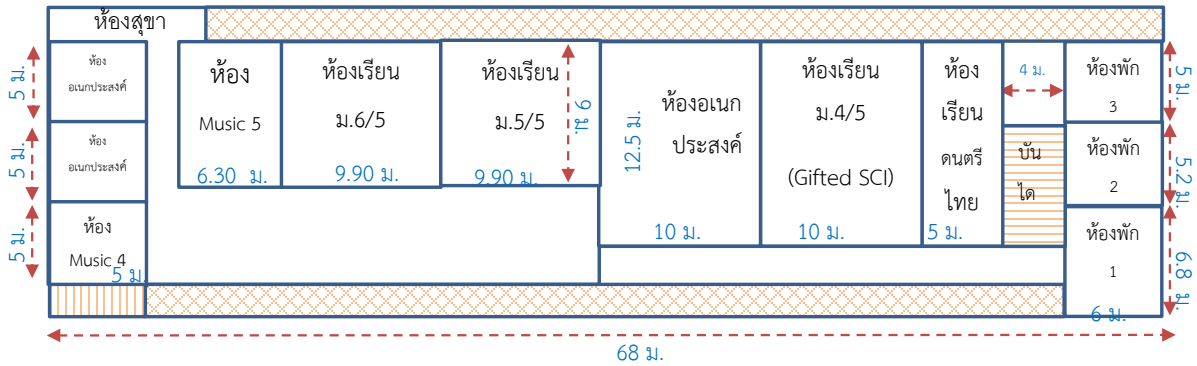 ห้องสุขา
ห้อง
อเนกประสงค์
ห้อง
อเนกประสงค์
ห้อง
Music 4
5 ม.
5 ม.
5 ม.
5 ม.
ห้อง
Music 5
6.30 ม.
ห้องเรียน
ม.6/5
9.90 ม.
ห้องเรียน
ม.5/5
9.90 ม.
9 ม.
12.5 ม.
ห้องอเนก
ประสงค์
10 ม.
ห้องเรียน
ม.4/5
(Gifted SCI)
10 ม.
ห้อง
เรียน
ดนตรี
ไทย
5 ม.
4 ม.
บัน
ได
ห้องพัก
3
ห้องพัก
2
ห้องพัก
1
6 ม.
5 ม.
5.2 ม.
6.8 ม.
68 ม.